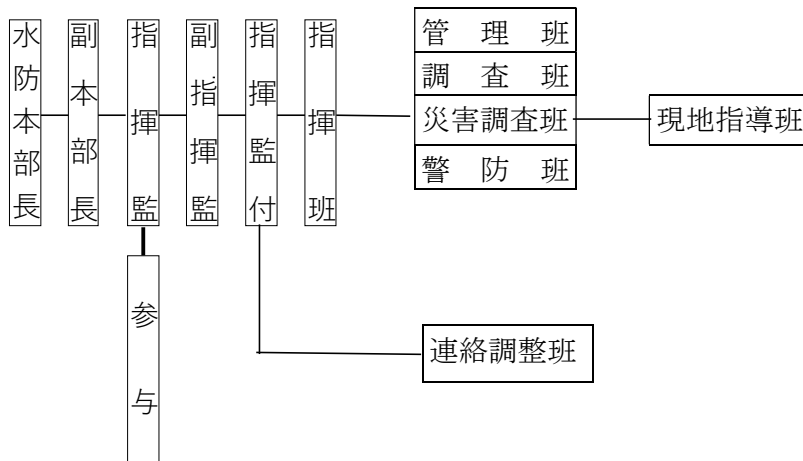 水防本部長
副本部長
指揮監
副指揮監
指揮監付
指揮班
管理班
調査班
災害調査班
警防班
現地指導班
参与
連絡調整班